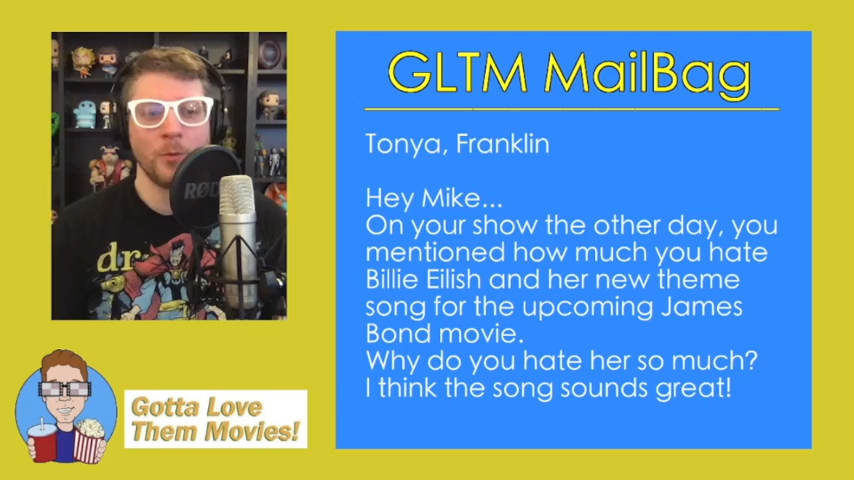 GLTM MailBag
Tonya, Franklin
Hey Mike...
On your show the other day, you
mentioned how much you hate
Billie Eilish and her new theme
song for the upcoming James
Bond movie.
Why do you hate her so much?
I think the song sounds great!
RØDE
dr
Gotta Love
Them Movies!